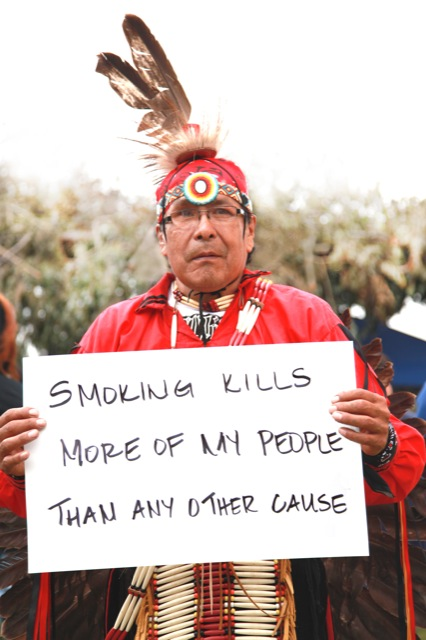 SMOKING KILLS
MORE OF MY PEOPLE
THAN ANY OTHER CAUSE